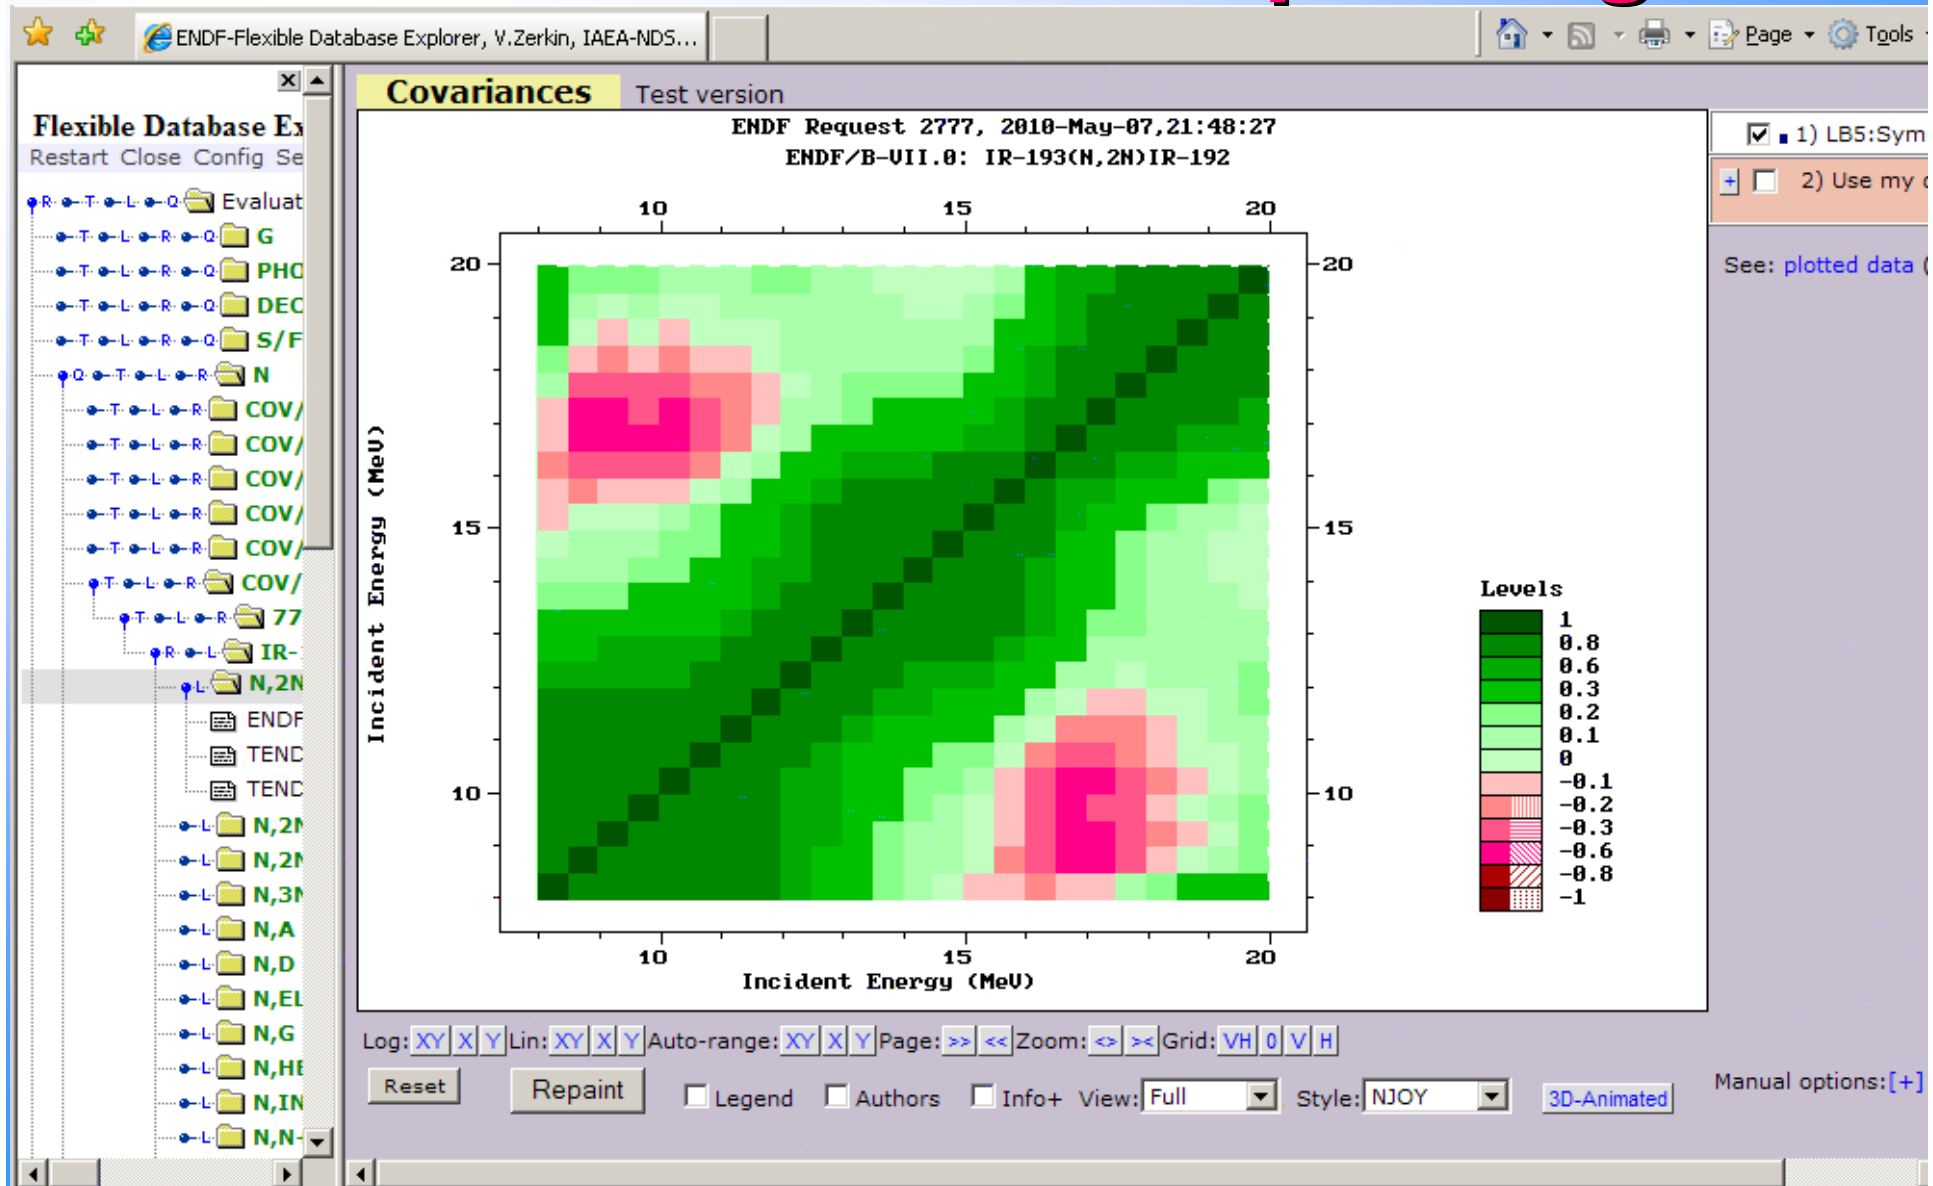 ENDF-Flexible Database Explorer, V.Zerkin, IAEA-NDS...
Page
Tools
Flexible Database Ex
Restart Close Config Se
R T L Q Evaluat
T L R Q G
T L R Q PHO
T L R Q DEC
T L R Q S/F
Q T L R N
T L R COV/
T L R COV/
T L R COV/
T L R COV/
T L R COV/
T L R COV/
T L R 77
R L IR-
L N,2N
ENDF
TEND
TEND
L N,2N
L N,2N
L N,3N
L N,A
L N,D
L N,EL
L N,G
L N,HE
L N,IN
L N,N-
Covariances Test version
ENDF Request 2777, 2010-May-07,21:48:27
ENDF/B-VII.0: IR-193(N,2N)IR-192
10 15 20
20 20
15 15
10 10
Incident Energy (MeV)
10 15 20
Incident Energy (MeV)
Levels
1
0.8
0.6
0.3
0.2
0.1
0
-0.1
-0.2
-0.3
-0.6
-0.8
-1
1) LB5:Sym
+ 2) Use my
See: plotted data (
Log: XY X Y Lin: XY X Y Auto-range: XY X Y Page: >> << Zoom: <> >< Grid: VH 0 V H
Reset Repaint Legend Authors Info+ View: Full Style: NJOY 3D-Animated
Manual options:[+]